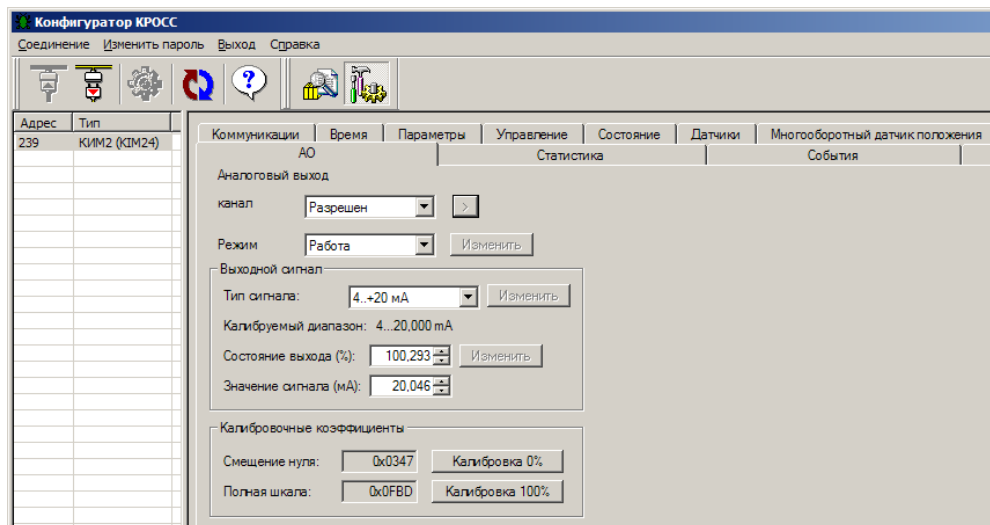 Конфигуратор КРОСС
Соединение Изменить пароль Выход Справка
Адрес Тип
239 КИМ2 (KIM24)
Коммуникации Время Параметры Управление Состояние Датчики Многооборотный датчик положения
АО Статистика События
Аналоговый выход
канал Разрешен >
Режим Работа Изменить
Выходной сигнал
Тип сигнала: 4..+20 мА Изменить
Калибруемый диапазон: 4...20,000 mA
Состояние выхода (%): 100,293 Изменить
Значение сигнала (мА): 20,046
Калибровочные коэффициенты
Смещение нуля: 0x0347 Калибровка 0%
Полная шкала: 0x0FBD Калибровка 100%